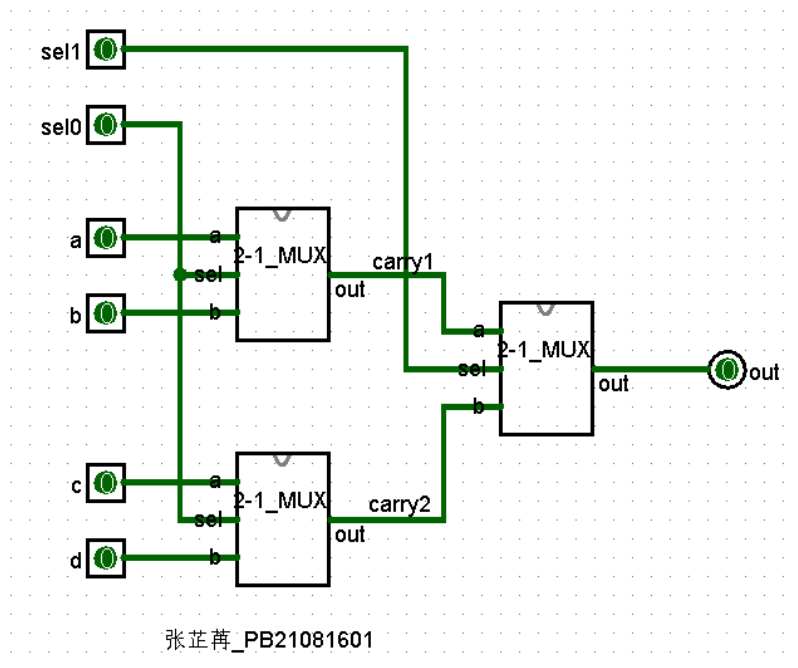 sel1
sel0
a
a
2-1_MUX
sel
carry1
out
b
b
a
2-1_MUX
sel
out
out
b
c
a
2-1_MUX
sel
carry2
out
d
b
张芷苒_PB21081601